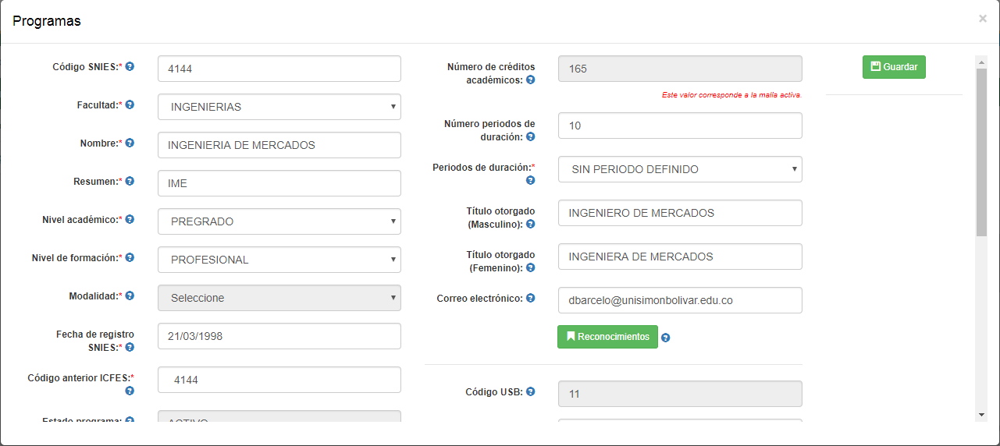 Programas
×
Código SNIES:*
4144
Facultad:*
INGENIERIAS
Nombre:*
INGENIERIA DE MERCADOS
Resumen:*
IME
Nivel académico:*
PREGRADO
Nivel de formación:*
PROFESIONAL
Modalidad:*
Seleccione
Fecha de registro
SNIES:*
21/03/1998
Código anterior ICFES:*
4144
Estado programa:
ACTIVO
Número de créditos
académicos:
165
Este valor corresponde a la malla activa.
Número periodos de
duración:
10
Periodos de duración:*
SIN PERIODO DEFINIDO
Título otorgado
(Masculino):
INGENIERO DE MERCADOS
Título otorgado
(Femenino):
INGENIERA DE MERCADOS
Correo electrónico:
dbarcelo@unisimonbolivar.edu.co
Reconocimientos
Código USB:
11
Guardar